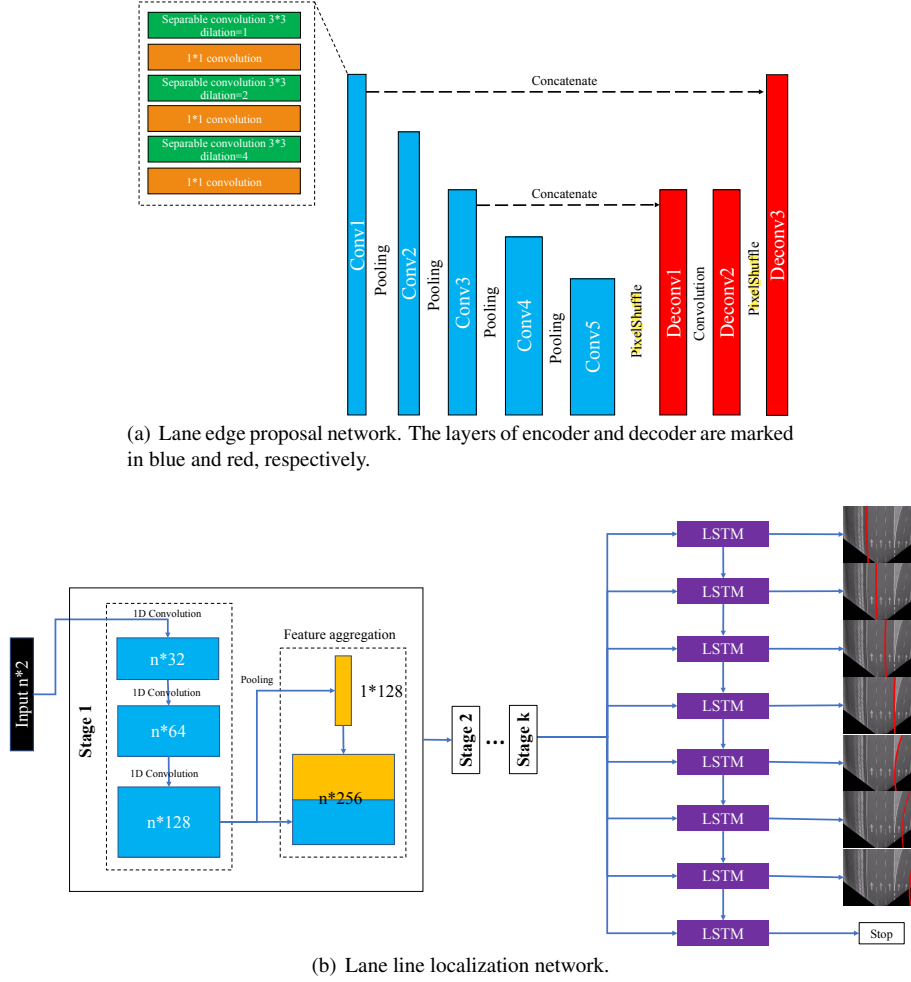 Separable convolution 3*3
dilation=1
1*1 convolution
Separable convolution 3*3
dilation=2
1*1 convolution
Separable convolution 3*3
dilation=4
1*1 convolution
Concatenate
Concatenate
Conv1
Pooling
Conv2
Pooling
Conv3
Pooling
Conv4
Pooling
Conv5
PixelShuffle
Deconv1
Convolution
Deconv2
PixelShuffle
Deconv3
(a) Lane edge proposal network. The layers of encoder and decoder are marked
in blue and red, respectively.
Input n*2
Stage 1
1D Convolution
n*32
1D Convolution
n*64
1D Convolution
n*128
Pooling
Feature aggregation
1*128
n*256
Stage 2
...
Stage k
LSTM
LSTM
LSTM
LSTM
LSTM
LSTM
LSTM
LSTM
Stop
(b) Lane line localization network.